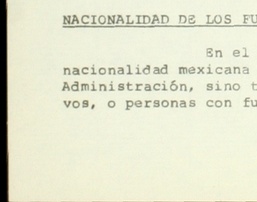 NACIONALIDAD DE LOS FU
En el
nacionalidad mexicana
Administración, sino t
vos, o personas con fu